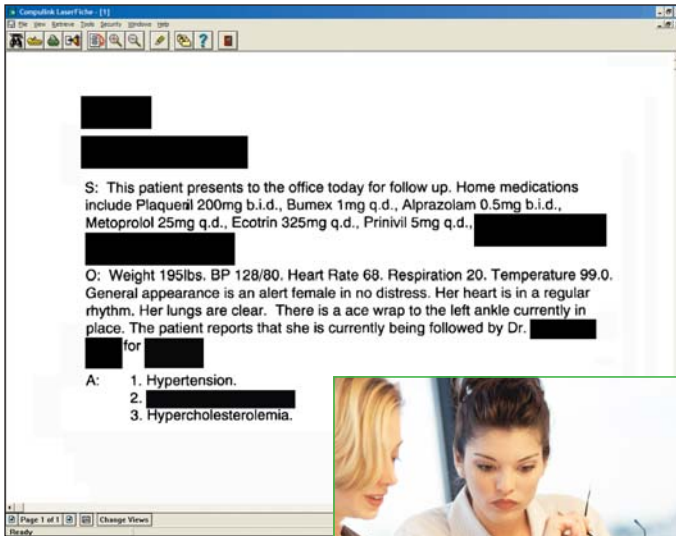 Compulink LaserFiche - [1]
File View Retrieve Tools Security Windows Help
S: This patient presents to the office today for follow up. Home medications
include Plaqueril 200mg b.i.d., Bumex 1mg q.d., Alprazolam 0.5mg b.i.d.,
Metoprolol 25mg q.d., Ecotrin 325mg q.d., Prinivil 5mg q.d.,
O: Weight 195lbs. BP 128/80. Heart Rate 68. Respiration 20. Temperature 99.0.
General appearance is an alert female in no distress. Her heart is in a regular
rhythm. Her lungs are clear. There is a ace wrap to the left ankle currently in
place. The patient reports that she is currently being followed by Dr.
for
A: 1. Hypertension.
2.
3. Hypercholesterolemia.
Page 1 of 1 Change Views
Ready